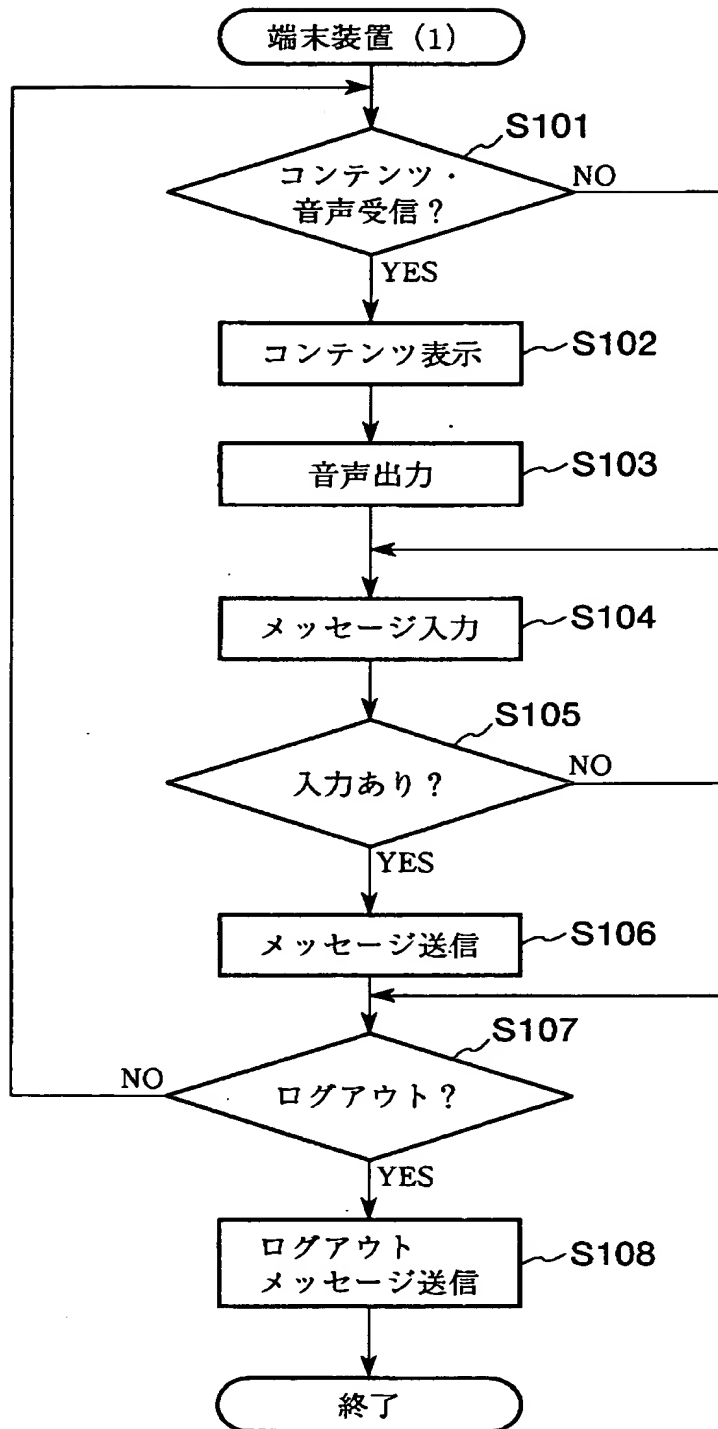 端末装置 (1)
S101
コンテンツ・
音声受信?
NO
YES
コンテンツ表示
S102
音声出力
S103
メッセージ入力
S104
S105
入力あり?
NO
YES
メッセージ送信
S106
S107
NO
ログアウト?
YES
ログアウト
メッセージ送信
S108
終了